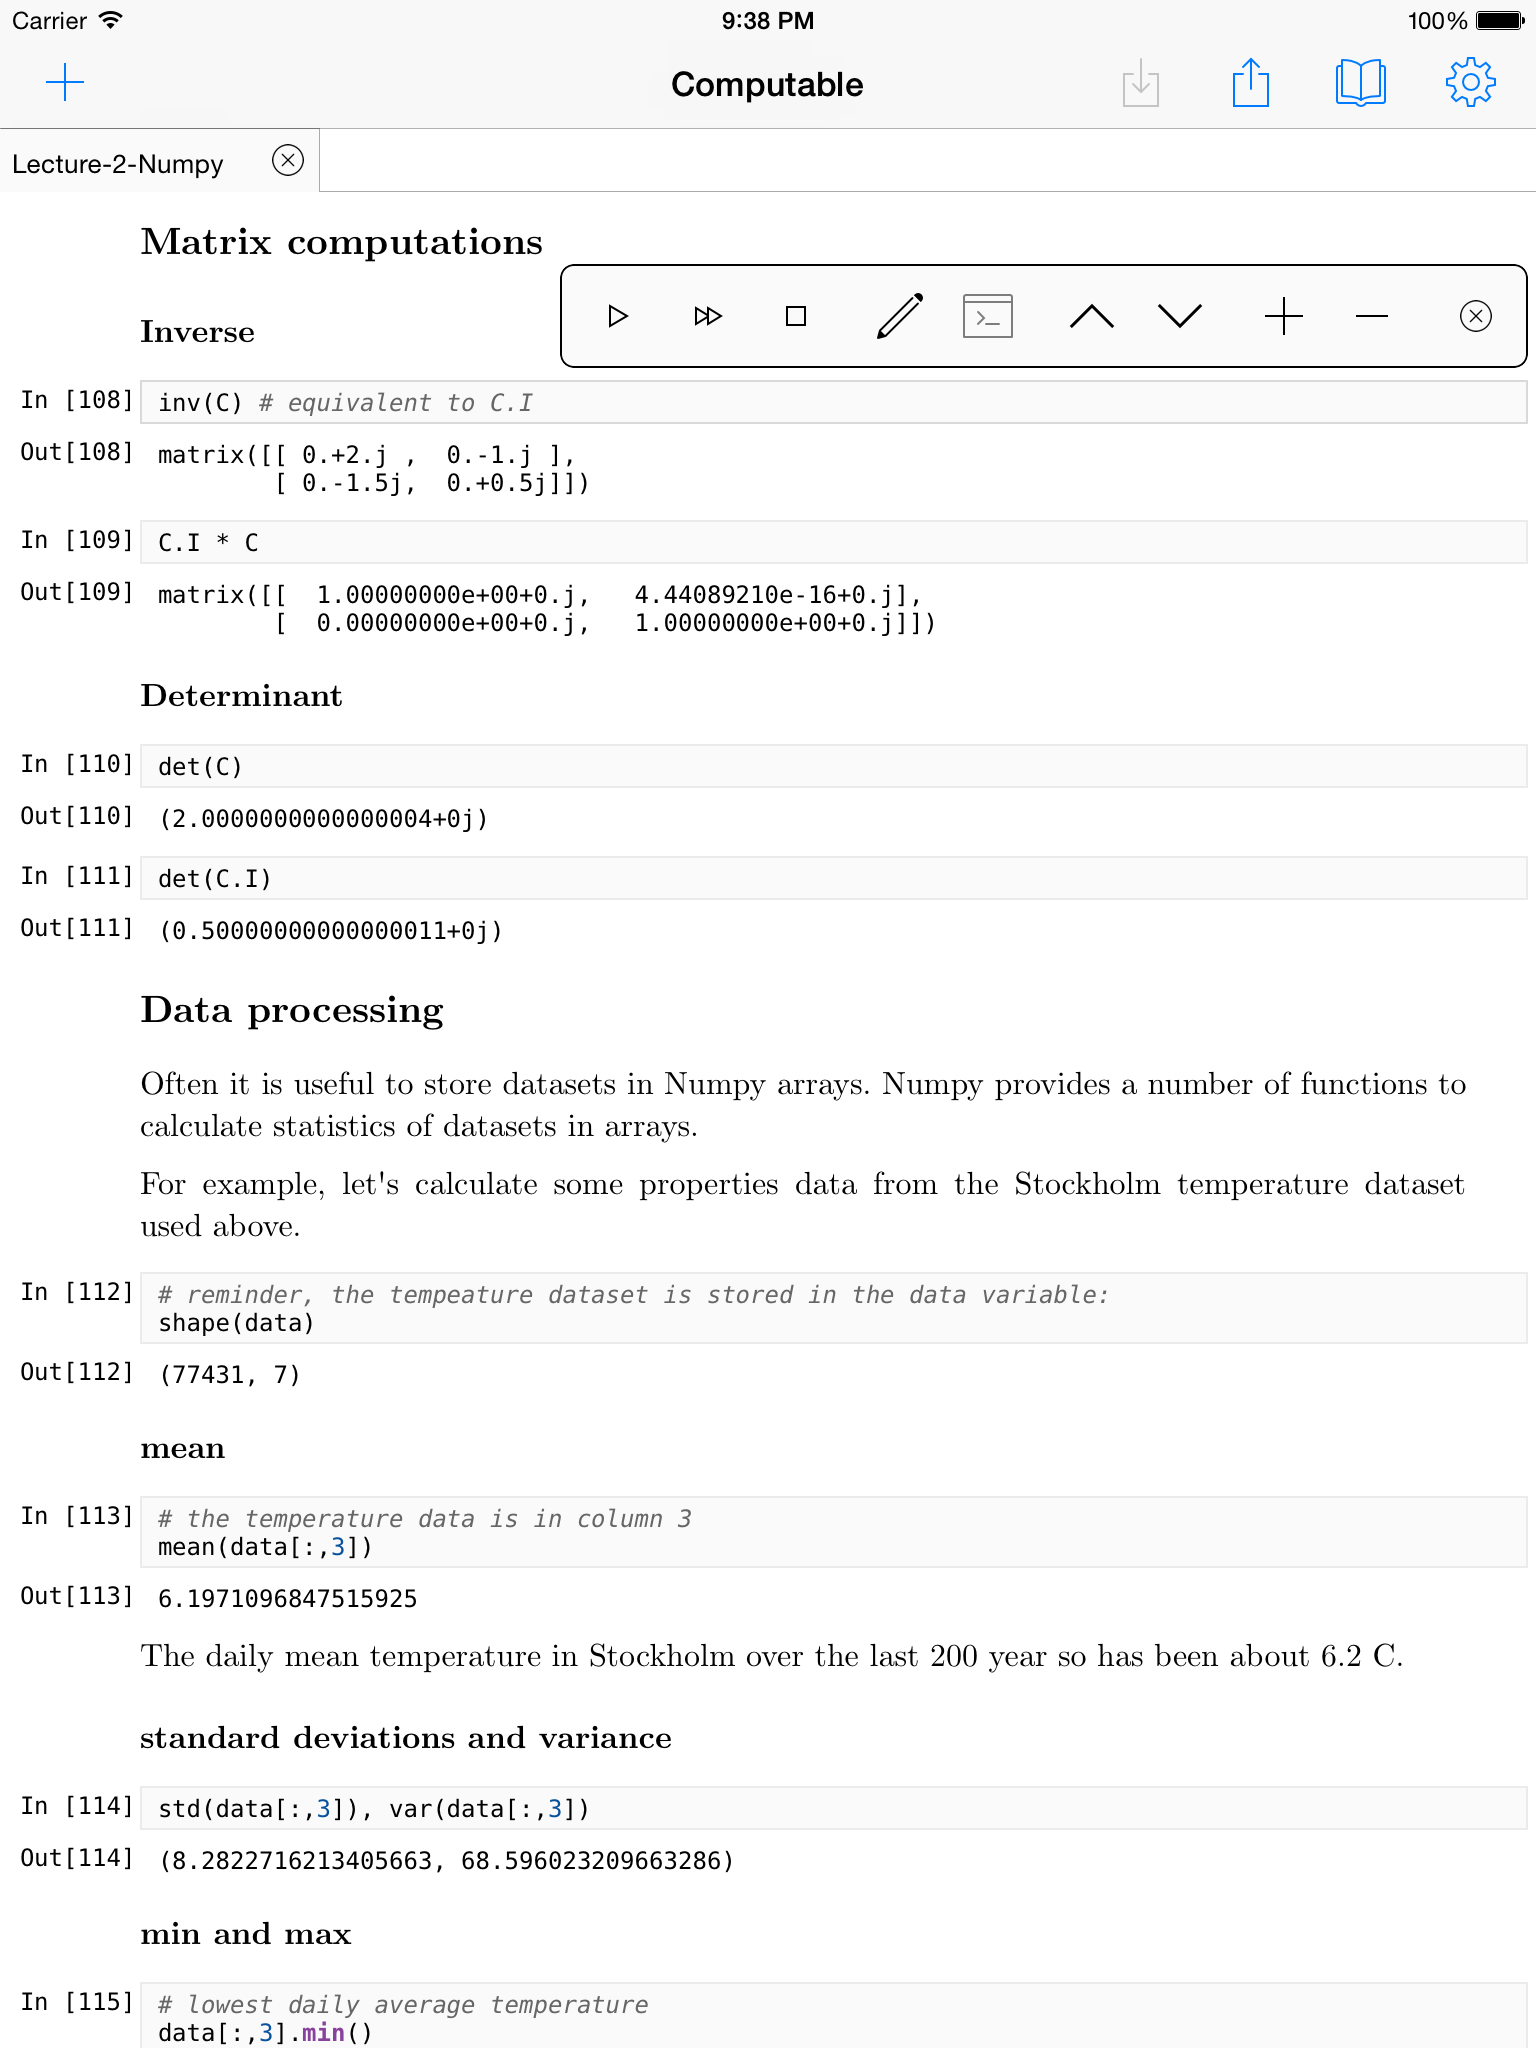 Carrier 9:38 PM 100%
Computable
Lecture-2-Numpy
Matrix computations
Inverse
In [108] inv(C) # equivalent to C.I
Out[108] matrix([[ 0.+2.j ,  0.-1.j ],
[ 0.-1.5j,  0.+0.5j]])
In [109] C.I * C
Out[109] matrix([[  1.00000000e+00+0.j,   4.44089210e-16+0.j],
[  0.00000000e+00+0.j,   1.00000000e+00+0.j]])
Determinant
In [110] det(C)
Out[110] (2.0000000000000004+0j)
In [111] det(C.I)
Out[111] (0.50000000000000011+0j)
Data processing
Often it is useful to store datasets in Numpy arrays. Numpy provides a number of functions to
calculate statistics of datasets in arrays.
For example, let's calculate some properties data from the Stockholm temperature dataset
used above.
In [112] # reminder, the tempeature dataset is stored in the data variable:
shape(data)
Out[112] (77431, 7)
mean
In [113] # the temperature data is in column 3
mean(data[:,3])
Out[113] 6.1971096847515925
The daily mean temperature in Stockholm over the last 200 year so has been about 6.2 C.
standard deviations and variance
In [114] std(data[:,3]), var(data[:,3])
Out[114] (8.2822716213405663, 68.596023209663286)
min and max
In [115] # lowest daily average temperature
data[:,3].min()